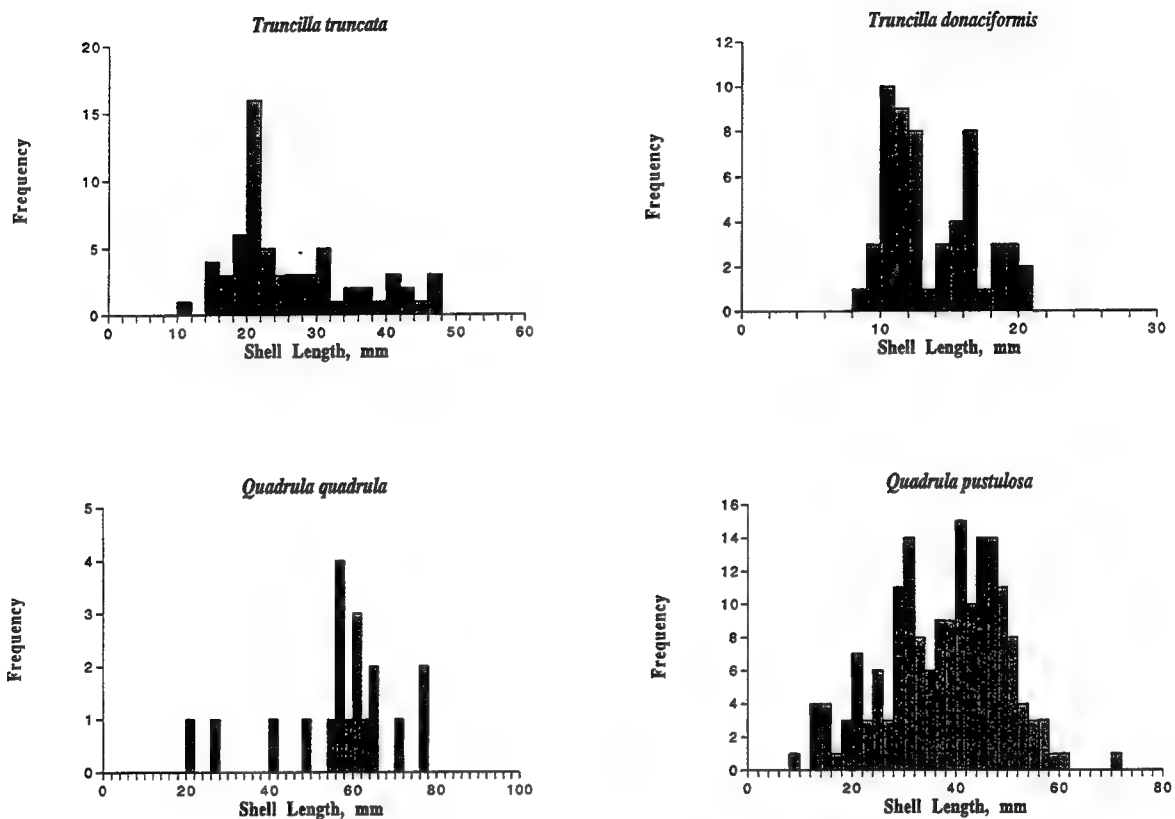 Truncilla truncata
20
15
10
5
0
Frequency
0 10 20 30 40 50 60
Shell Length, mm
Truncilla donaciformis
12
10
8
6
4
2
0
Frequency
0 10 20 30
Shell Length, mm
Quadrula quadrula
5
4
3
2
1
0
Frequency
0 20 40 60 80 100
Shell Length, mm
Quadrula pustulosa
16
14
12
10
8
6
4
2
0
Frequency
0 20 40 60 80
Shell Length, mm